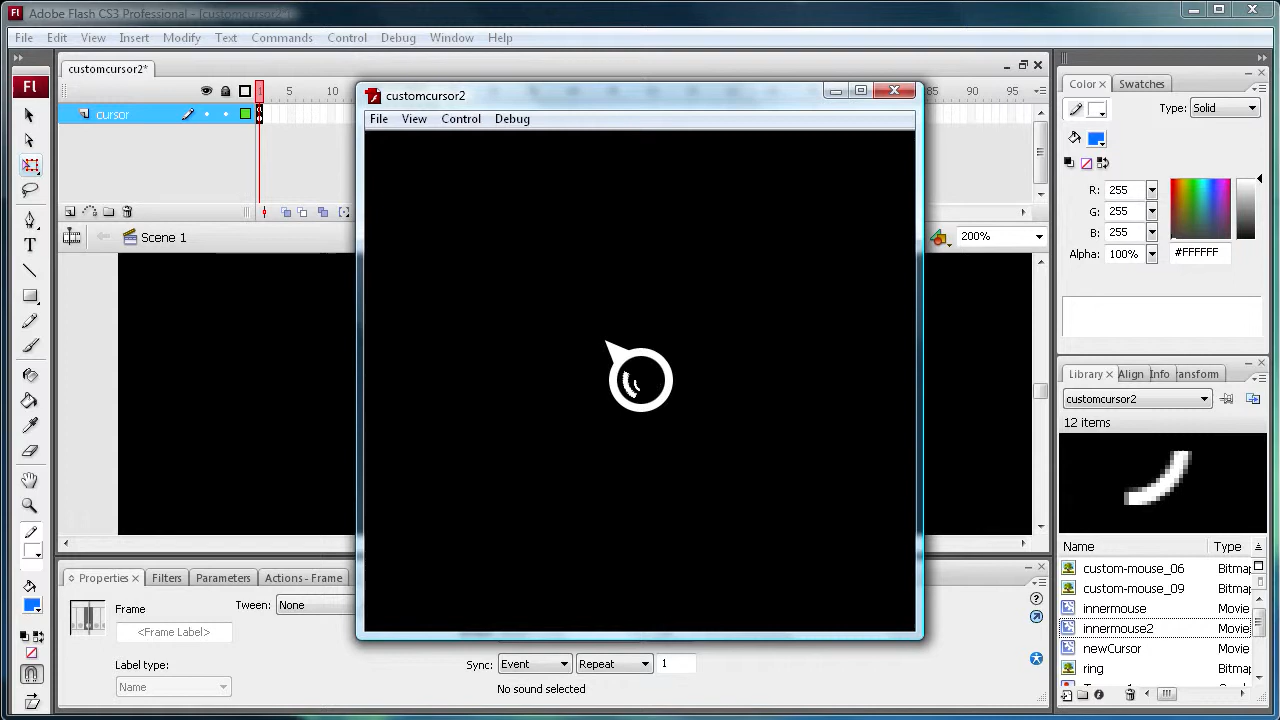 Fl Adobe Flash CS3 Professional - [customcursor2*]
File Edit View Insert Modify Text Commands Control Debug Window Help
customcursor2*
Fl
1 5 10 85 90 95
cursor
Scene 1
200%
customcursor2
File View Control Debug
Color Swatches
Type: Solid
R: 255
G: 255
B: 255
Alpha: 100% #FFFFFF
Library Align Info ransform
customcursor2
12 items
Name Type
custom-mouse_06 Bitmap
custom-mouse_09 Bitmap
innermouse Movie
innermouse2 Movie
newCursor Movie
ring Bitmap
Properties Filters Parameters Actions - Frame
Frame
<Frame Label>
Tween: None
Label type:
Name
Sync: Event Repeat 1
No sound selected